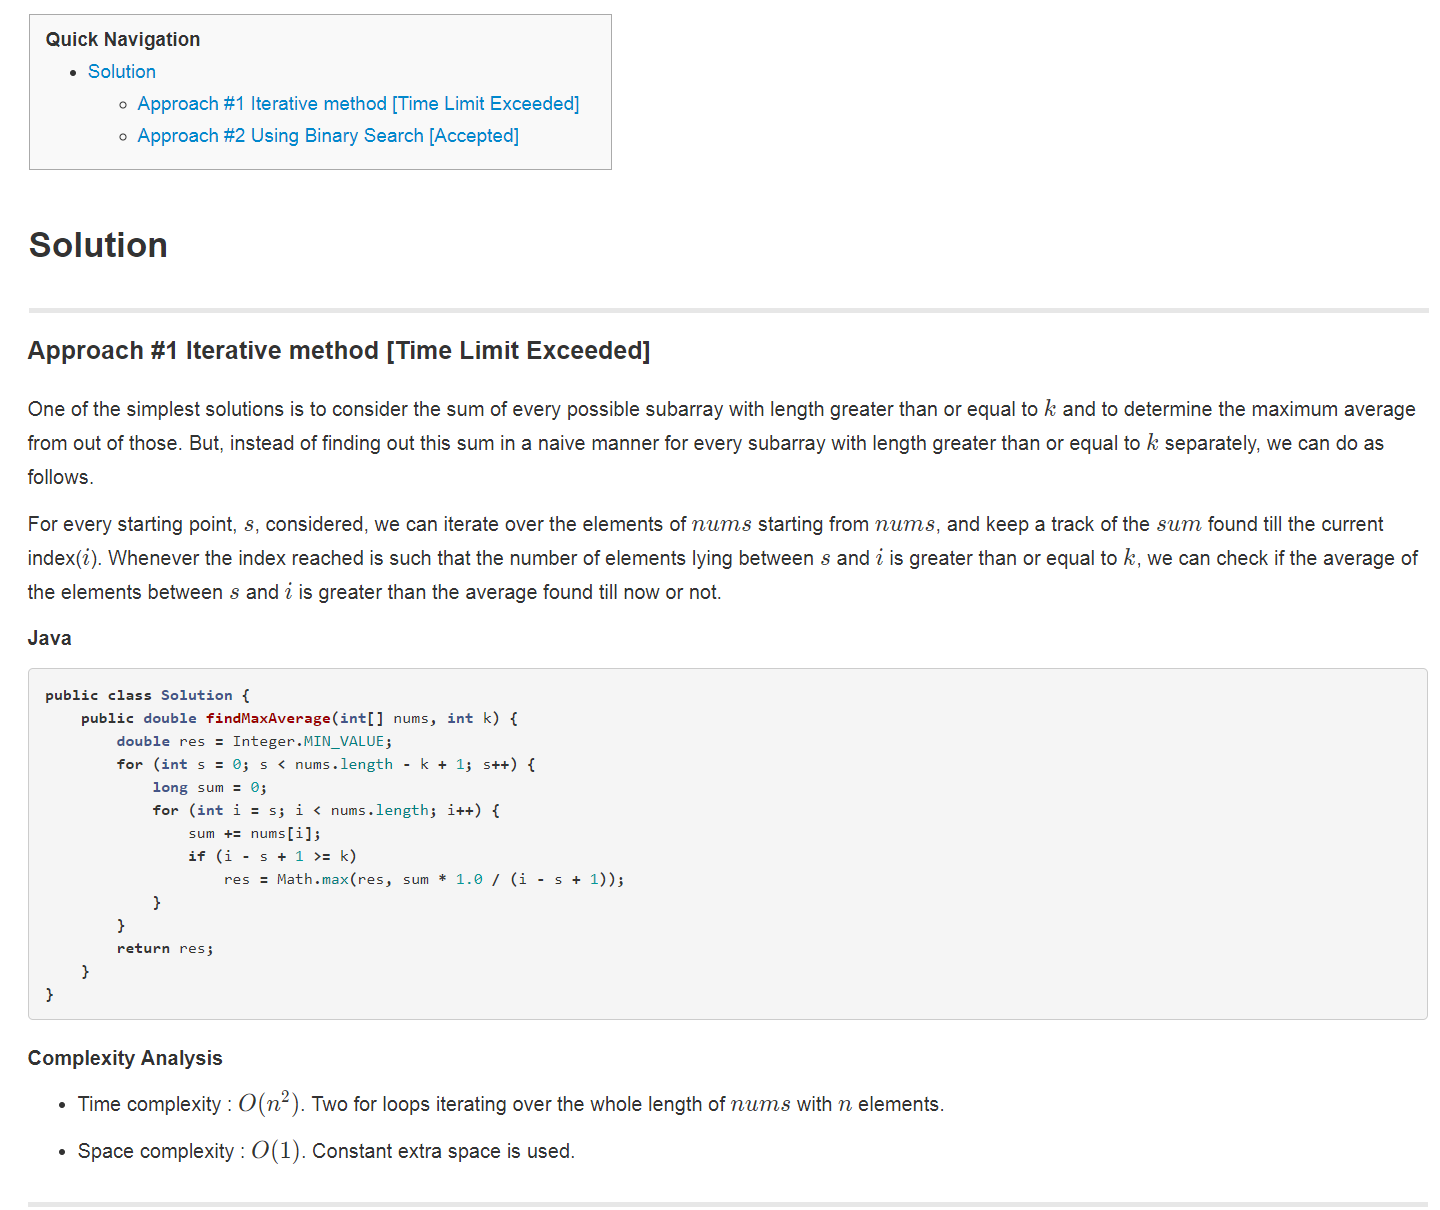 Quick Navigation
Solution
Approach #1 Iterative method [Time Limit Exceeded]
Approach #2 Using Binary Search [Accepted]
Solution
Approach #1 Iterative method [Time Limit Exceeded]
One of the simplest solutions is to consider the sum of every possible subarray with length greater than or equal to k and to determine the maximum average
from out of those. But, instead of finding out this sum in a naive manner for every subarray with length greater than or equal to k separately, we can do as
follows.
For every starting point, s, considered, we can iterate over the elements of nums starting from nums, and keep a track of the sum found till the current
index(i). Whenever the index reached is such that the number of elements lying between s and i is greater than or equal to k, we can check if the average of
the elements between s and i is greater than the average found till now or not.
Java
public class Solution {
    public double findMaxAverage(int[] nums, int k) {
        double res = Integer.MIN_VALUE;
        for (int s = 0; s < nums.length - k + 1; s++) {
            long sum = 0;
            for (int i = s; i < nums.length; i++) {
                sum += nums[i];
                if (i - s + 1 >= k)
                    res = Math.max(res, sum * 1.0 / (i - s + 1));
            }
        }
        return res;
    }
}
Complexity Analysis
Time complexity : O(n²). Two for loops iterating over the whole length of nums with n elements.
Space complexity : O(1). Constant extra space is used.